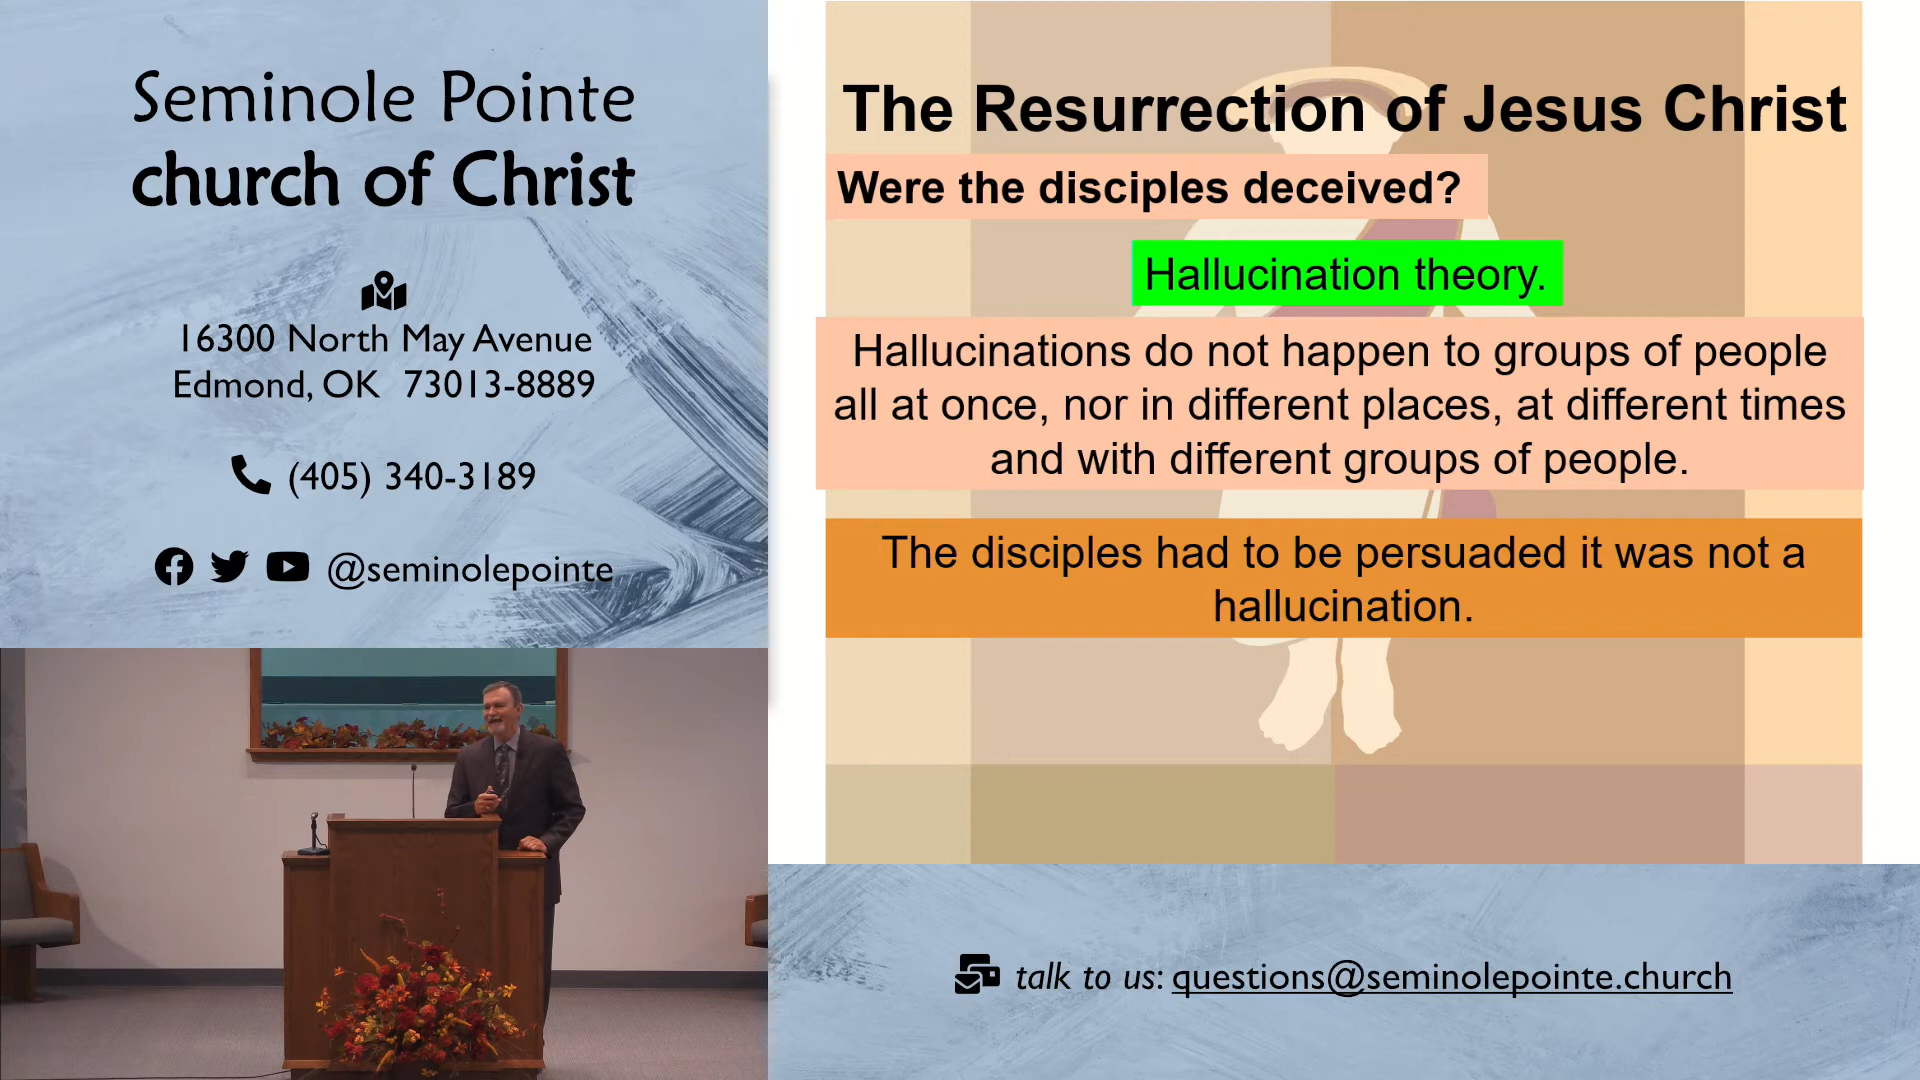 Seminole Pointe
church of Christ
16300 North May Avenue
Edmond, OK 73013-8889
(405) 340-3189
@seminolepointe
The Resurrection of Jesus Christ
Were the disciples deceived?
Hallucination theory.
Hallucinations do not happen to groups of people
all at once, nor in different places, at different times
and with different groups of people.
The disciples had to be persuaded it was not a
hallucination.
talk to us: questions@seminolepointe.church